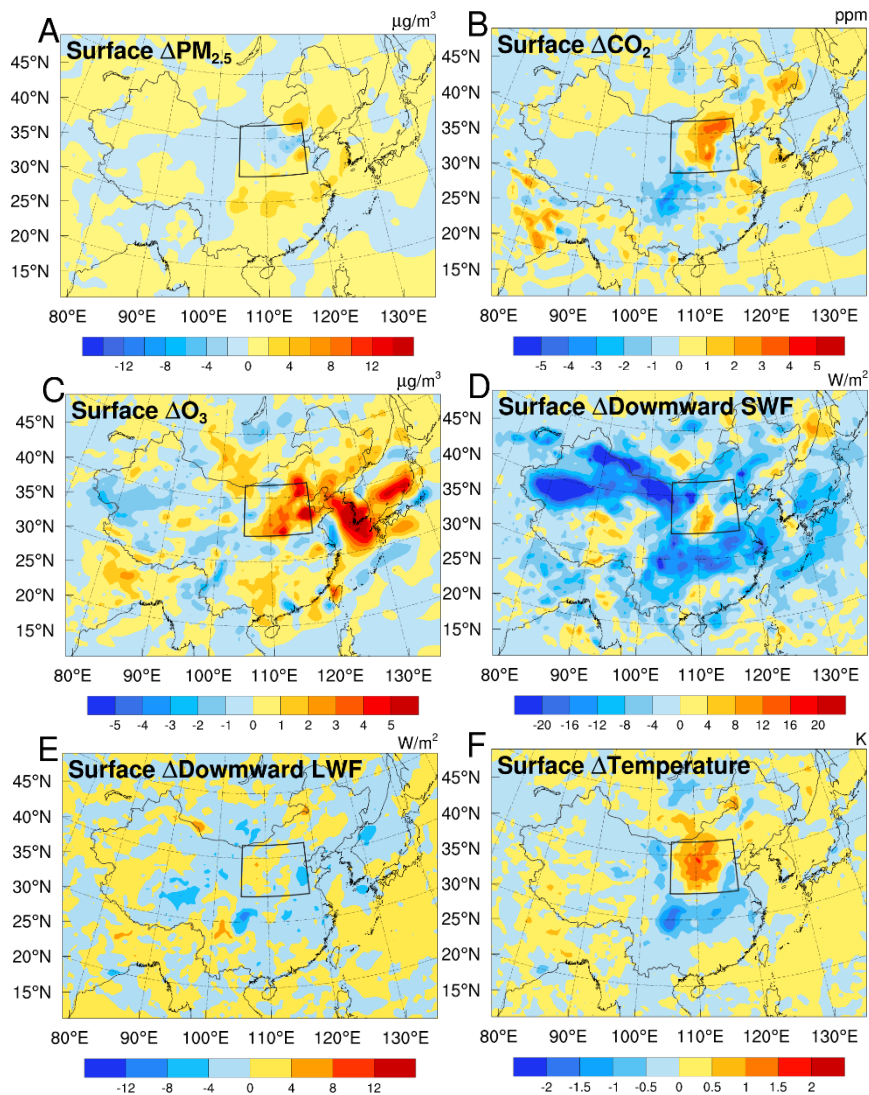 A
Surface ΔPM2.5
μg/m3
45°N
40°N
35°N
30°N
25°N
20°N
15°N
80°E 90°E 100°E 110°E 120°E 130°E
-12 -8 -4 0 4 8 12
B
Surface ΔCO2
ppm
45°N
40°N
35°N
30°N
25°N
20°N
15°N
80°E 90°E 100°E 110°E 120°E 130°E
-5 -4 -3 -2 -1 0 1 2 3 4 5
C
Surface ΔO3
μg/m3
45°N
40°N
35°N
30°N
25°N
20°N
15°N
80°E 90°E 100°E 110°E 120°E 130°E
-5 -4 -3 -2 -1 0 1 2 3 4 5
D
Surface ΔDowmward SWF
W/m2
45°N
40°N
35°N
30°N
25°N
20°N
15°N
80°E 90°E 100°E 110°E 120°E 130°E
-20 -16 -12 -8 -4 0 4 8 12 16 20
E
Surface ΔDowmward LWF
W/m2
45°N
40°N
35°N
30°N
25°N
20°N
15°N
80°E 90°E 100°E 110°E 120°E 130°E
-12 -8 -4 0 4 8 12
F
Surface ΔTemperature
K
45°N
40°N
35°N
30°N
25°N
20°N
15°N
80°E 90°E 100°E 110°E 120°E 130°E
-2 -1.5 -1 -0.5 0 0.5 1 1.5 2